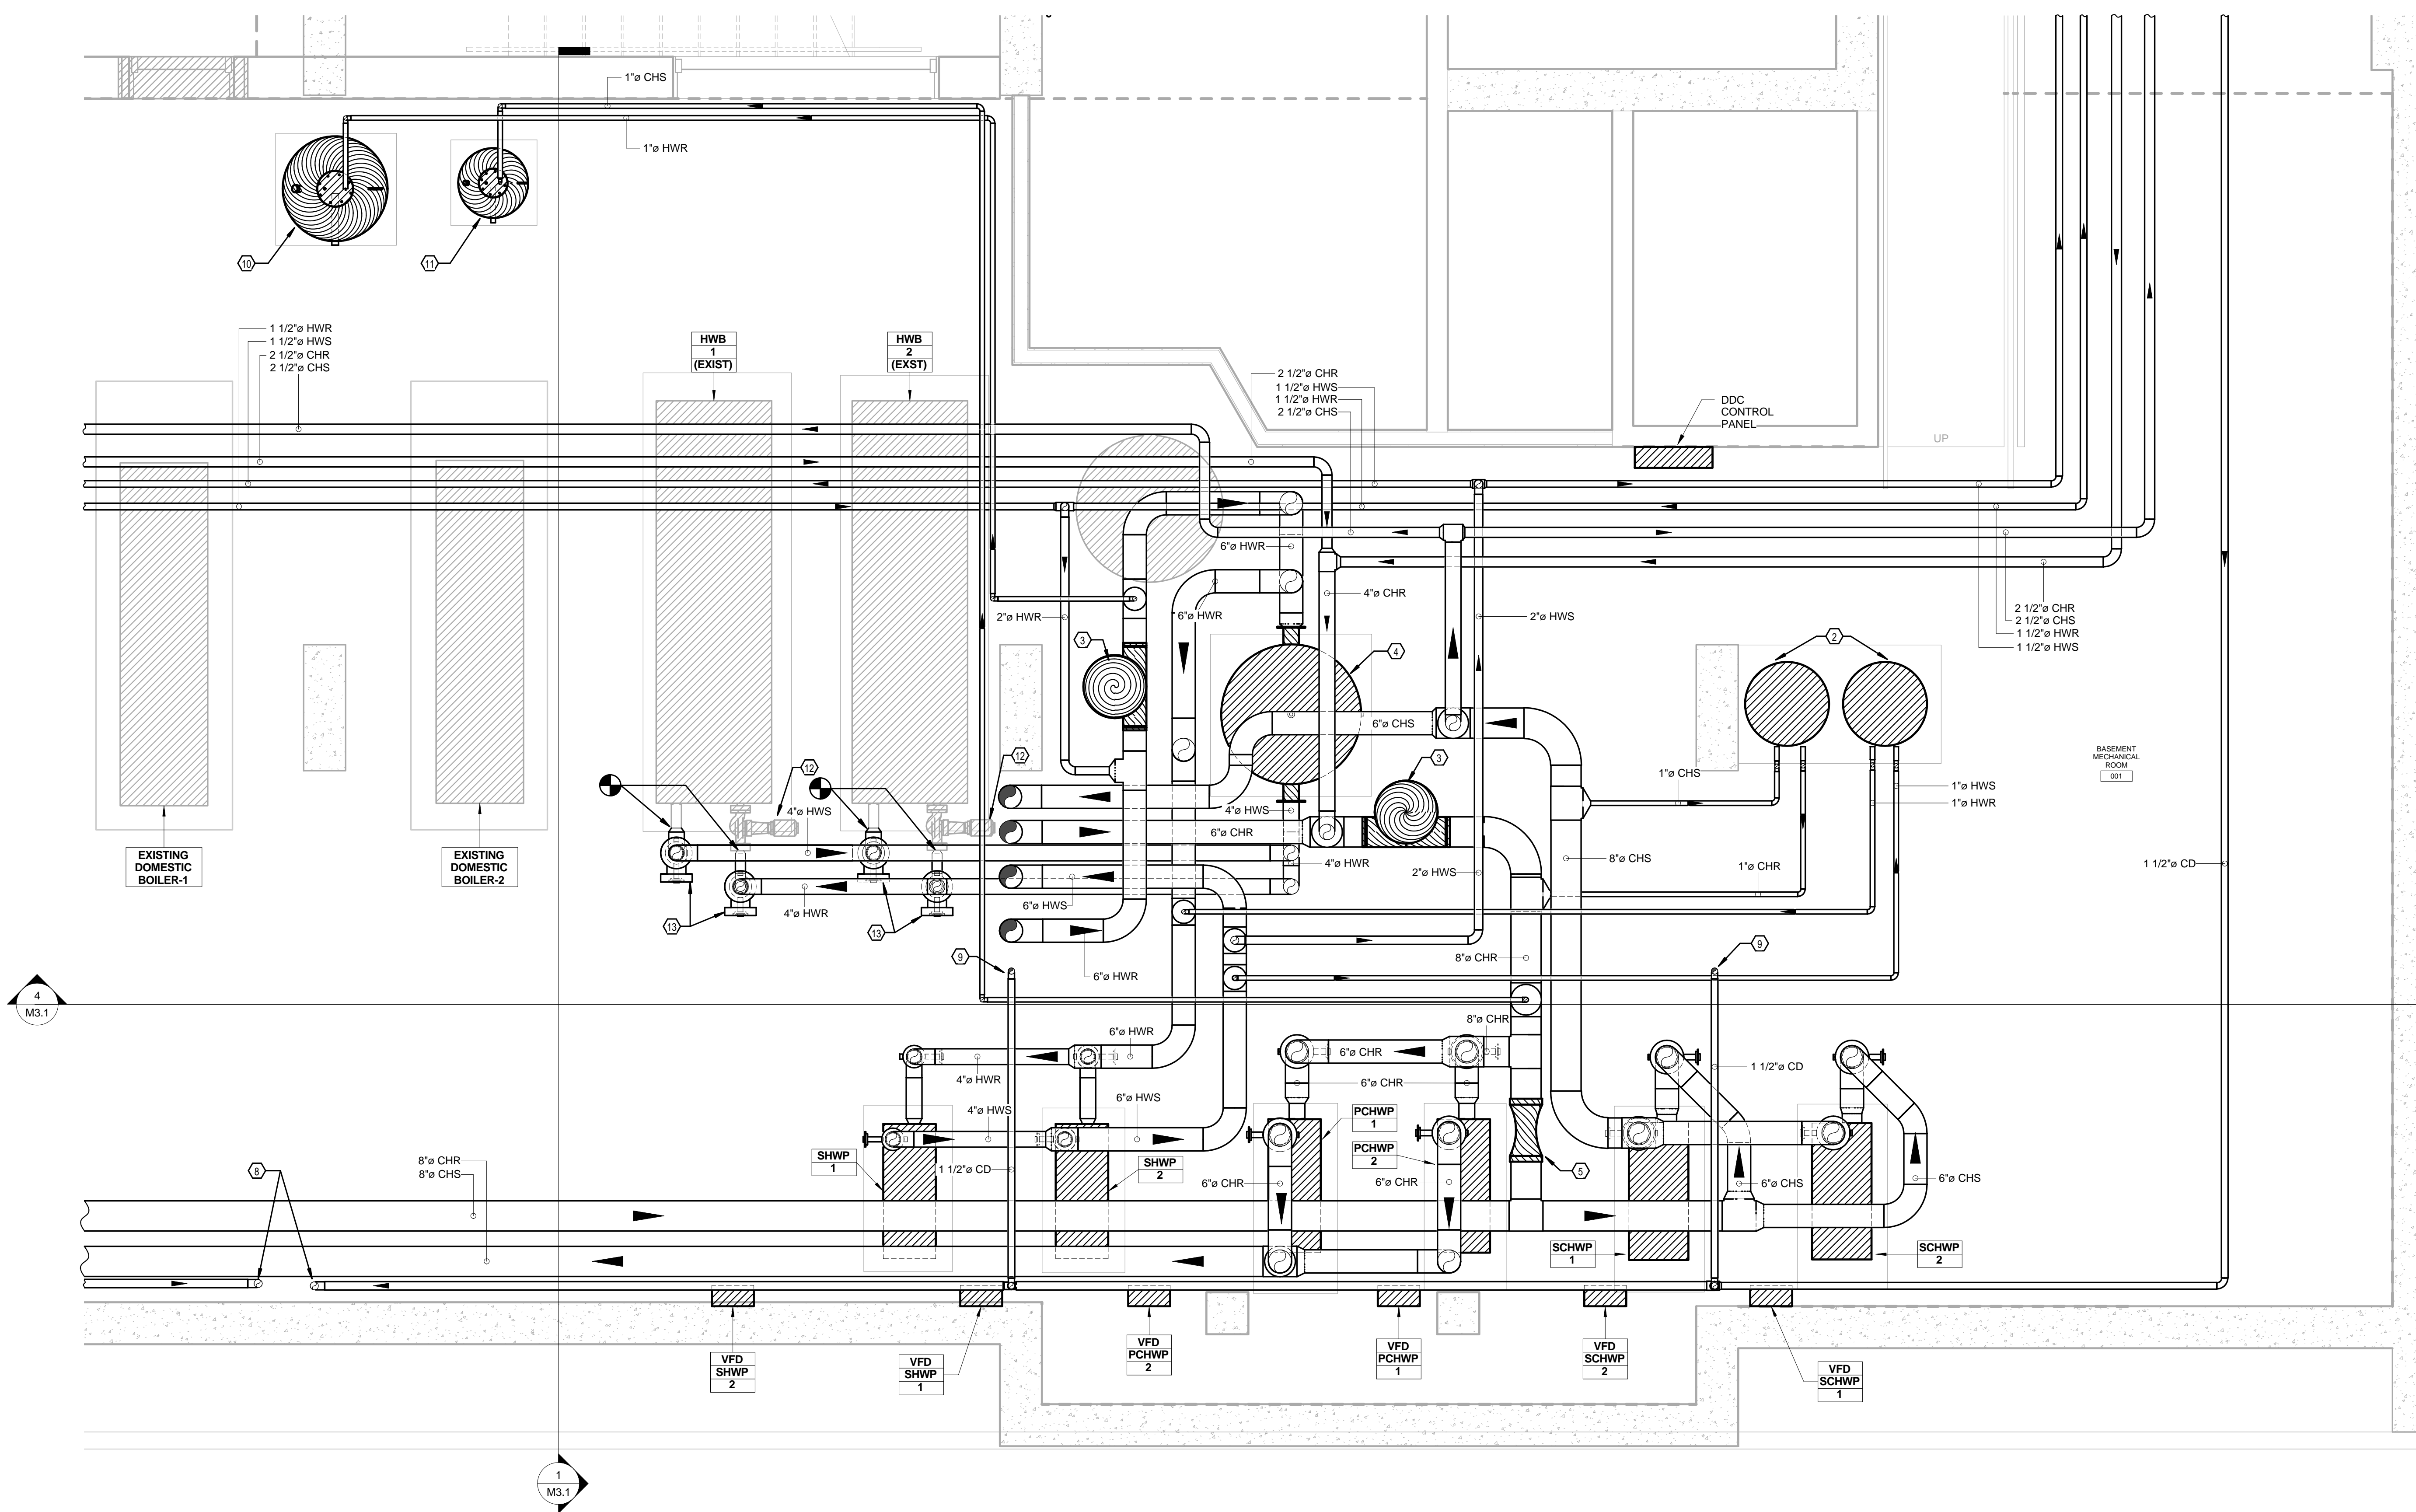 1"ø CHS
1"ø HWR
10
11
1 1/2"ø HWR
1 1/2"ø HWS
2 1/2"ø CHR
2 1/2"ø CHS
HWB
1
(EXIST)
HWB
2
(EXST)
2 1/2"ø CHR
1 1/2"ø HWS
1 1/2"ø HWR
2 1/2"ø CHS
DDC
CONTROL
PANEL
UP
6"ø HWR
4"ø CHR
2"ø HWR
6"ø HWR
2"ø HWS
2 1/2"ø CHR
2 1/2"ø CHS
1 1/2"ø HWR
1 1/2"ø HWS
3
4
2
6"ø CHS
12
12
3
1"ø CHS
BASEMENT
MECHANICAL
ROOM
001
1"ø HWS
1"ø HWR
4"ø HWS
4"ø HWS
6"ø CHR
EXISTING
DOMESTIC
BOILER-1
EXISTING
DOMESTIC
BOILER-2
4"ø HWR
8"ø CHS
1"ø CHR
1 1/2"ø CD
2"ø HWS
6"ø HWS
4"ø HWR
13
13
9
9
8"ø CHR
6"ø HWR
4
M3.1
8"ø CHR
6"ø HWR
6"ø CHR
4"ø HWR
6"ø CHR
1 1/2"ø CD
4"ø HWS
6"ø HWS
PCHWP
1
PCHWP
2
SHWP
1
SHWP
2
1 1/2"ø CD
8
8"ø CHR
8"ø CHS
6"ø CHR
6"ø CHR
5
6"ø CHS
6"ø CHS
SCHWP
1
SCHWP
2
VFD
SHWP
2
VFD
SHWP
1
VFD
PCHWP
2
VFD
PCHWP
1
VFD
SCHWP
2
VFD
SCHWP
1
1
M3.1